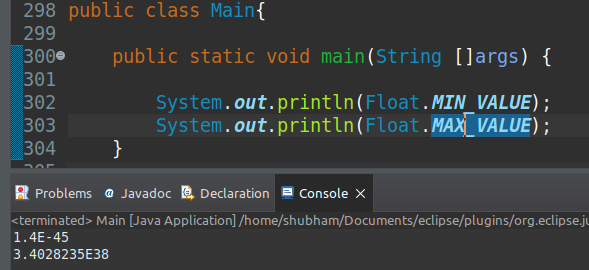 298 public class Main{
299
300 public static void main(String []args) {
301
302 System.out.println(Float.MIN_VALUE);
303 System.out.println(Float.MAX_VALUE);
304 }
Problems @ Javadoc Declaration Console
<terminated> Main [Java Application] /home/shubham/Documents/eclipse/plugins/org.eclipse.ju
1.4E-45
3.4028235E38